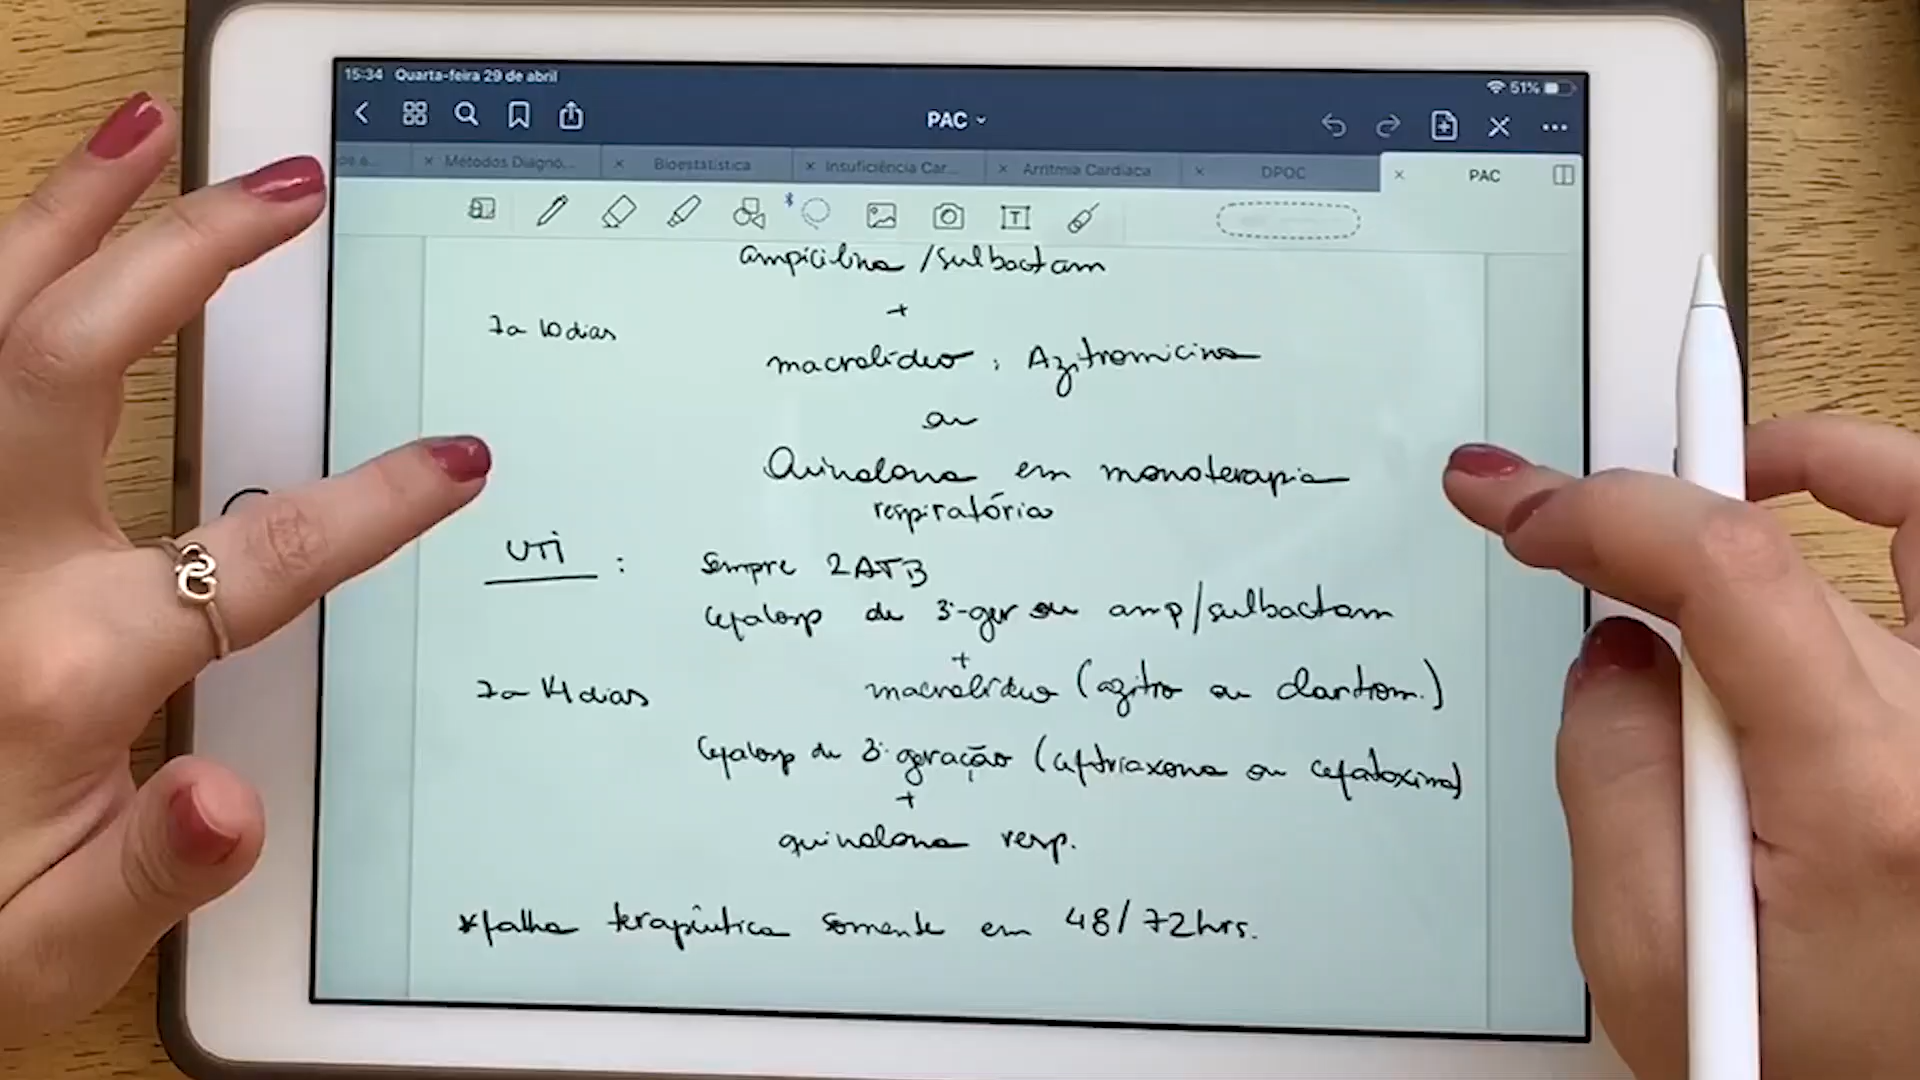 15:34 Quarta-feira 29 de abril
51%
PAC
Métodos Diagnó...
Bioestatística
Insuficiência Car...
Arritmia Cardíaca
DPOC
PAC
ampicilina /sulbactam
+
7 a 10 dias
macrolídeo : Azitromicina
ou
Quinolona em monoterapia
respiratória
UTI : Sempre 2 ATB
Cefalosp de 3ª ger ou amp/sulbactam
+
7 a 14 dias
macrolídeo (azitro ou claritrom.)
Cefalosp de 3ª geração (ceftriaxona ou cefotaxima)
+
quinolona resp.
*falha terapêutica somente em 48/72hrs.